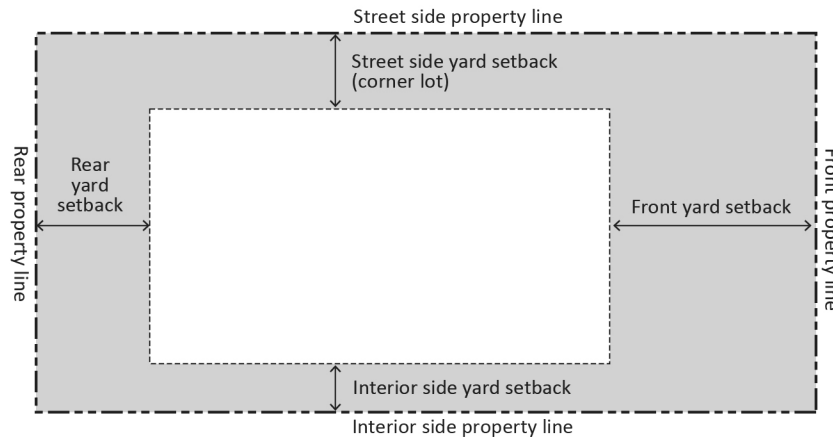 Street side property line
Street side yard setback
(corner lot)
Rear property line
Rear
yard
setback
Front yard setback
Front property line
Interior side yard setback
Interior side property line